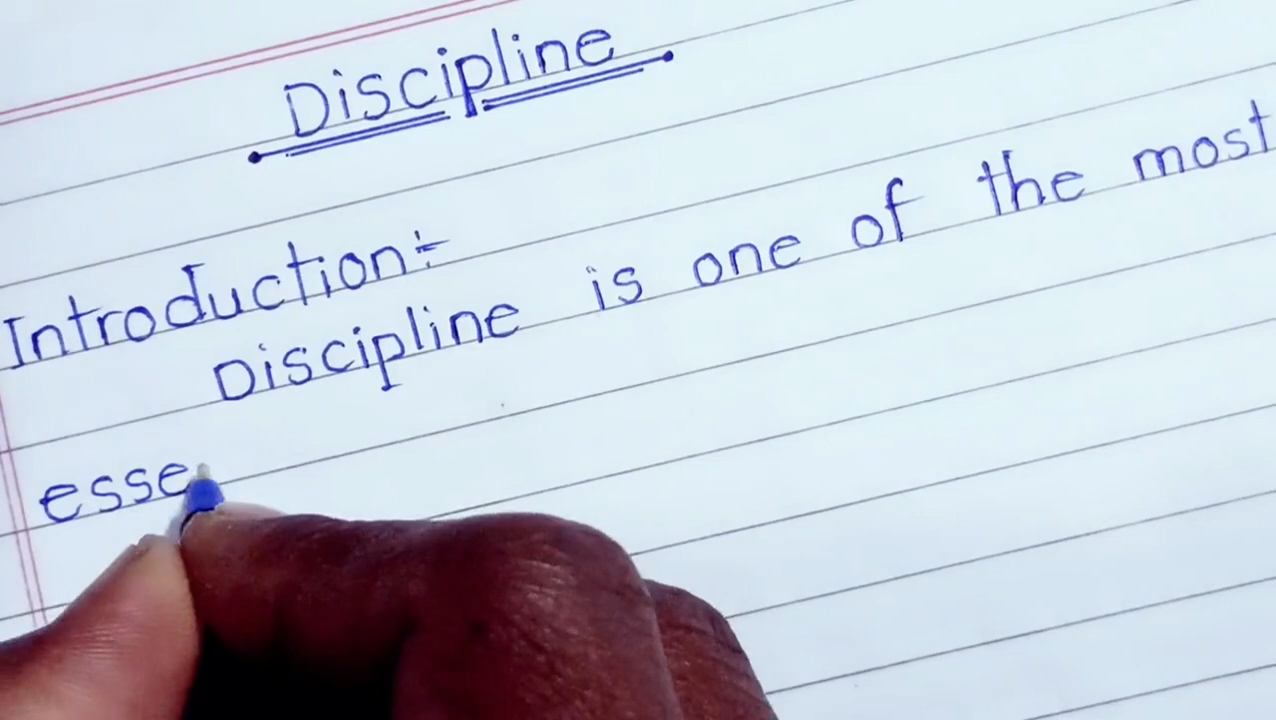 Discipline
Introduction:-
Discipline is one of the most
esse